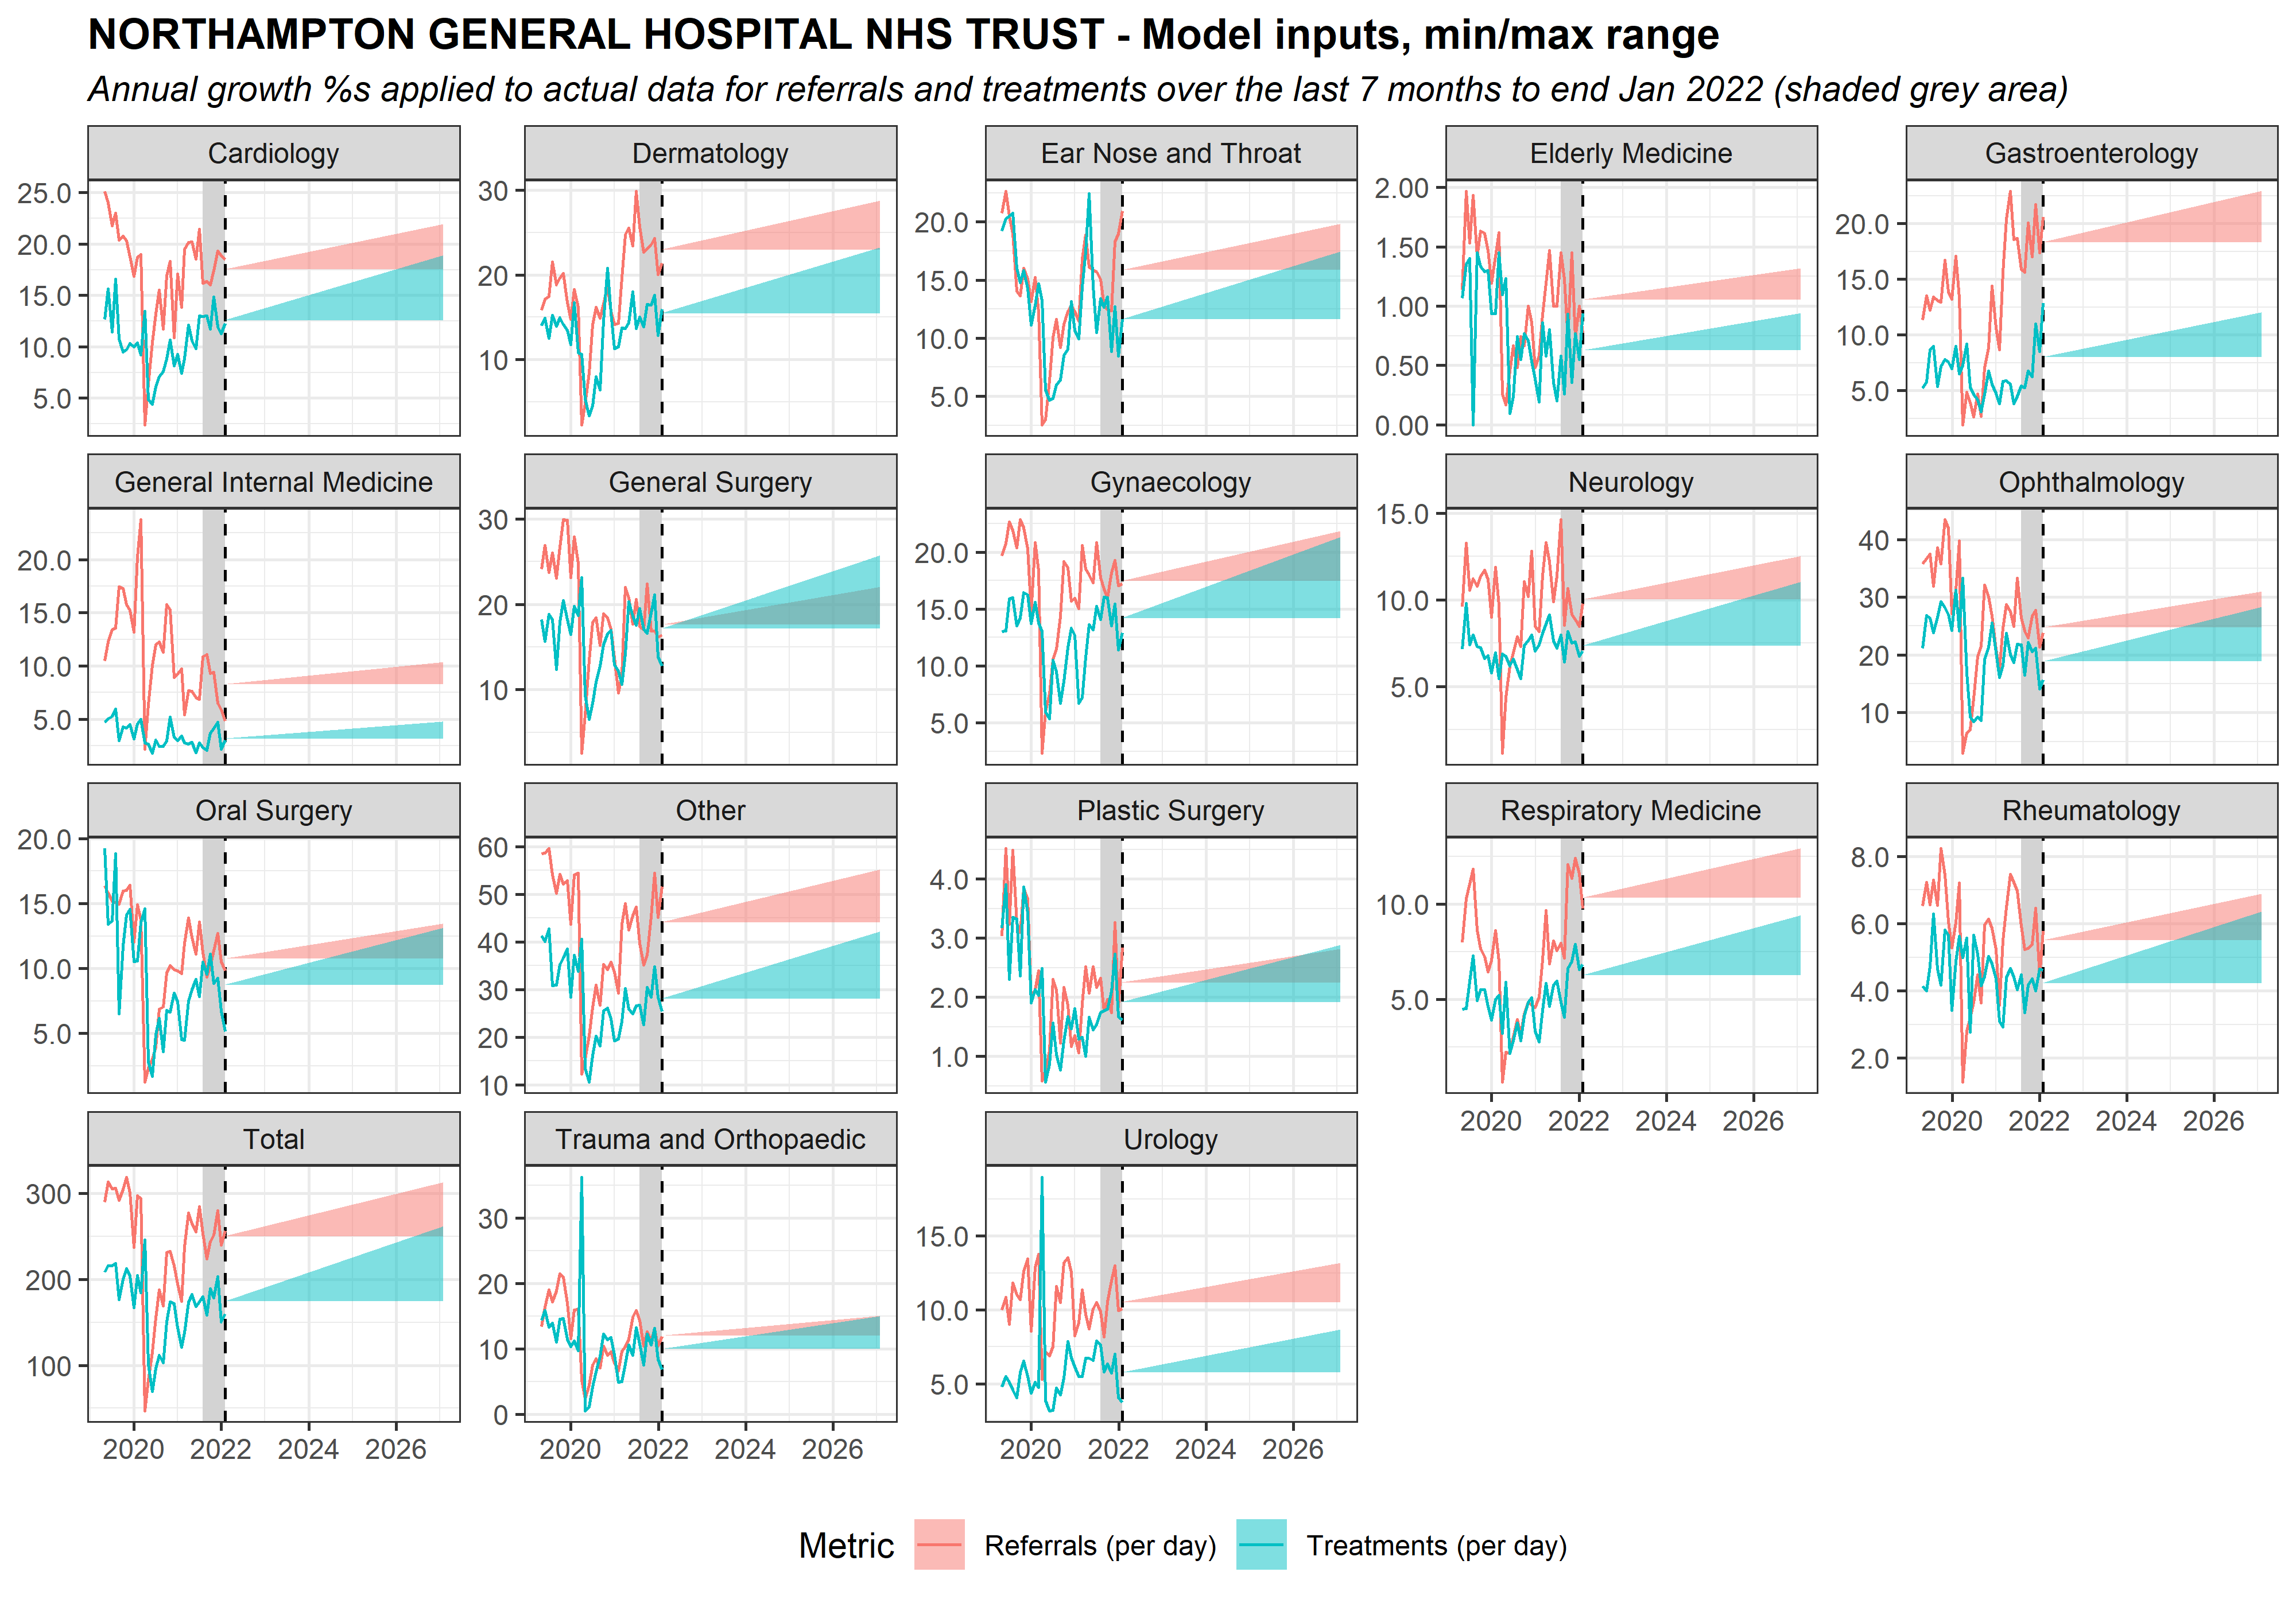 NORTHAMPTON GENERAL HOSPITAL NHS TRUST - Model inputs, min/max range
Annual growth %s applied to actual data for referrals and treatments over the last 7 months to end Jan 2022 (shaded grey area)
Cardiology
25.0
20.0
15.0
10.0
5.0
Dermatology
30
20
10
Ear Nose and Throat
20.0
15.0
10.0
5.0
Elderly Medicine
2.00
1.50
1.00
0.50
0.00
Gastroenterology
20.0
15.0
10.0
5.0
General Internal Medicine
20.0
15.0
10.0
5.0
General Surgery
30
20
10
Gynaecology
20.0
15.0
10.0
5.0
Neurology
15.0
10.0
5.0
Ophthalmology
40
30
20
10
Oral Surgery
20.0
15.0
10.0
5.0
Other
60
50
40
30
20
10
Plastic Surgery
4.0
3.0
2.0
1.0
Respiratory Medicine
10.0
5.0
2020 2022 2024 2026
Rheumatology
8.0
6.0
4.0
2.0
2020 2022 2024 2026
Total
300
200
100
2020 2022 2024 2026
Trauma and Orthopaedic
30
20
10
0
2020 2022 2024 2026
Urology
15.0
10.0
5.0
2020 2022 2024 2026
Metric Referrals (per day) Treatments (per day)